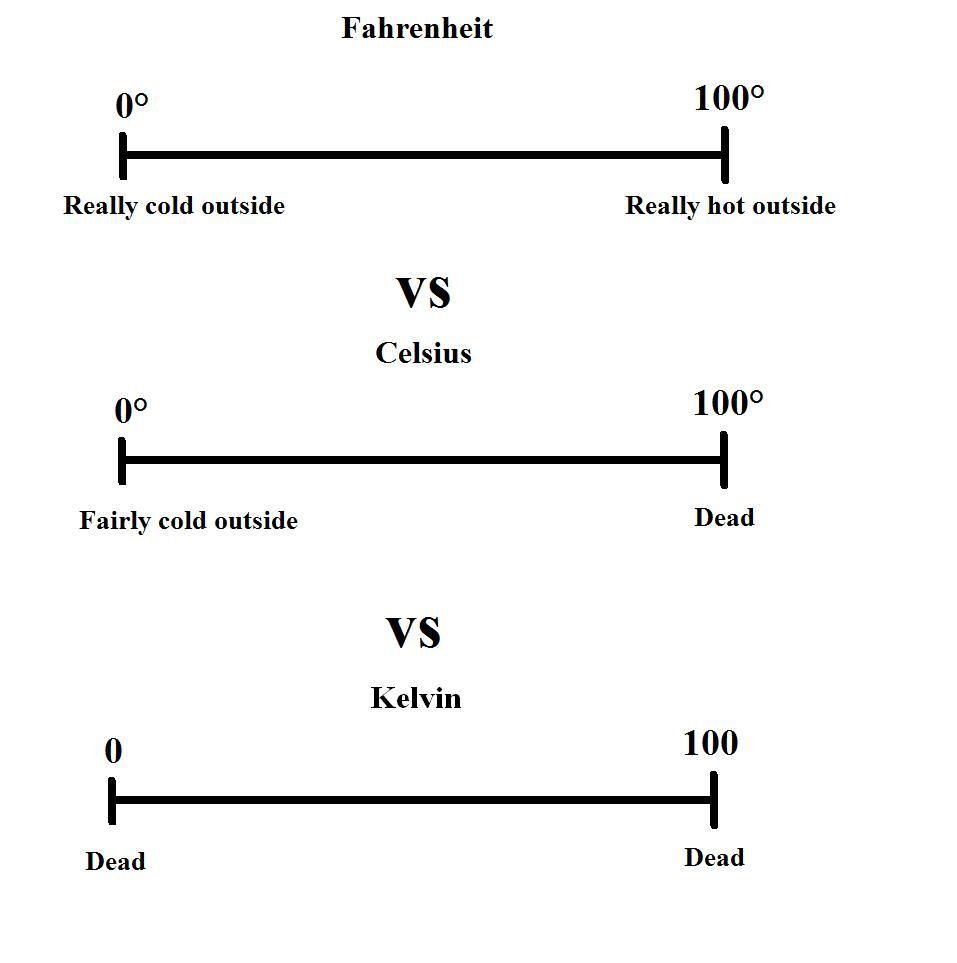 Fahrenheit
0° 100°
Really cold outside Really hot outside
vs
Celsius
0° 100°
Fairly cold outside Dead
vs
Kelvin
0 100
Dead Dead